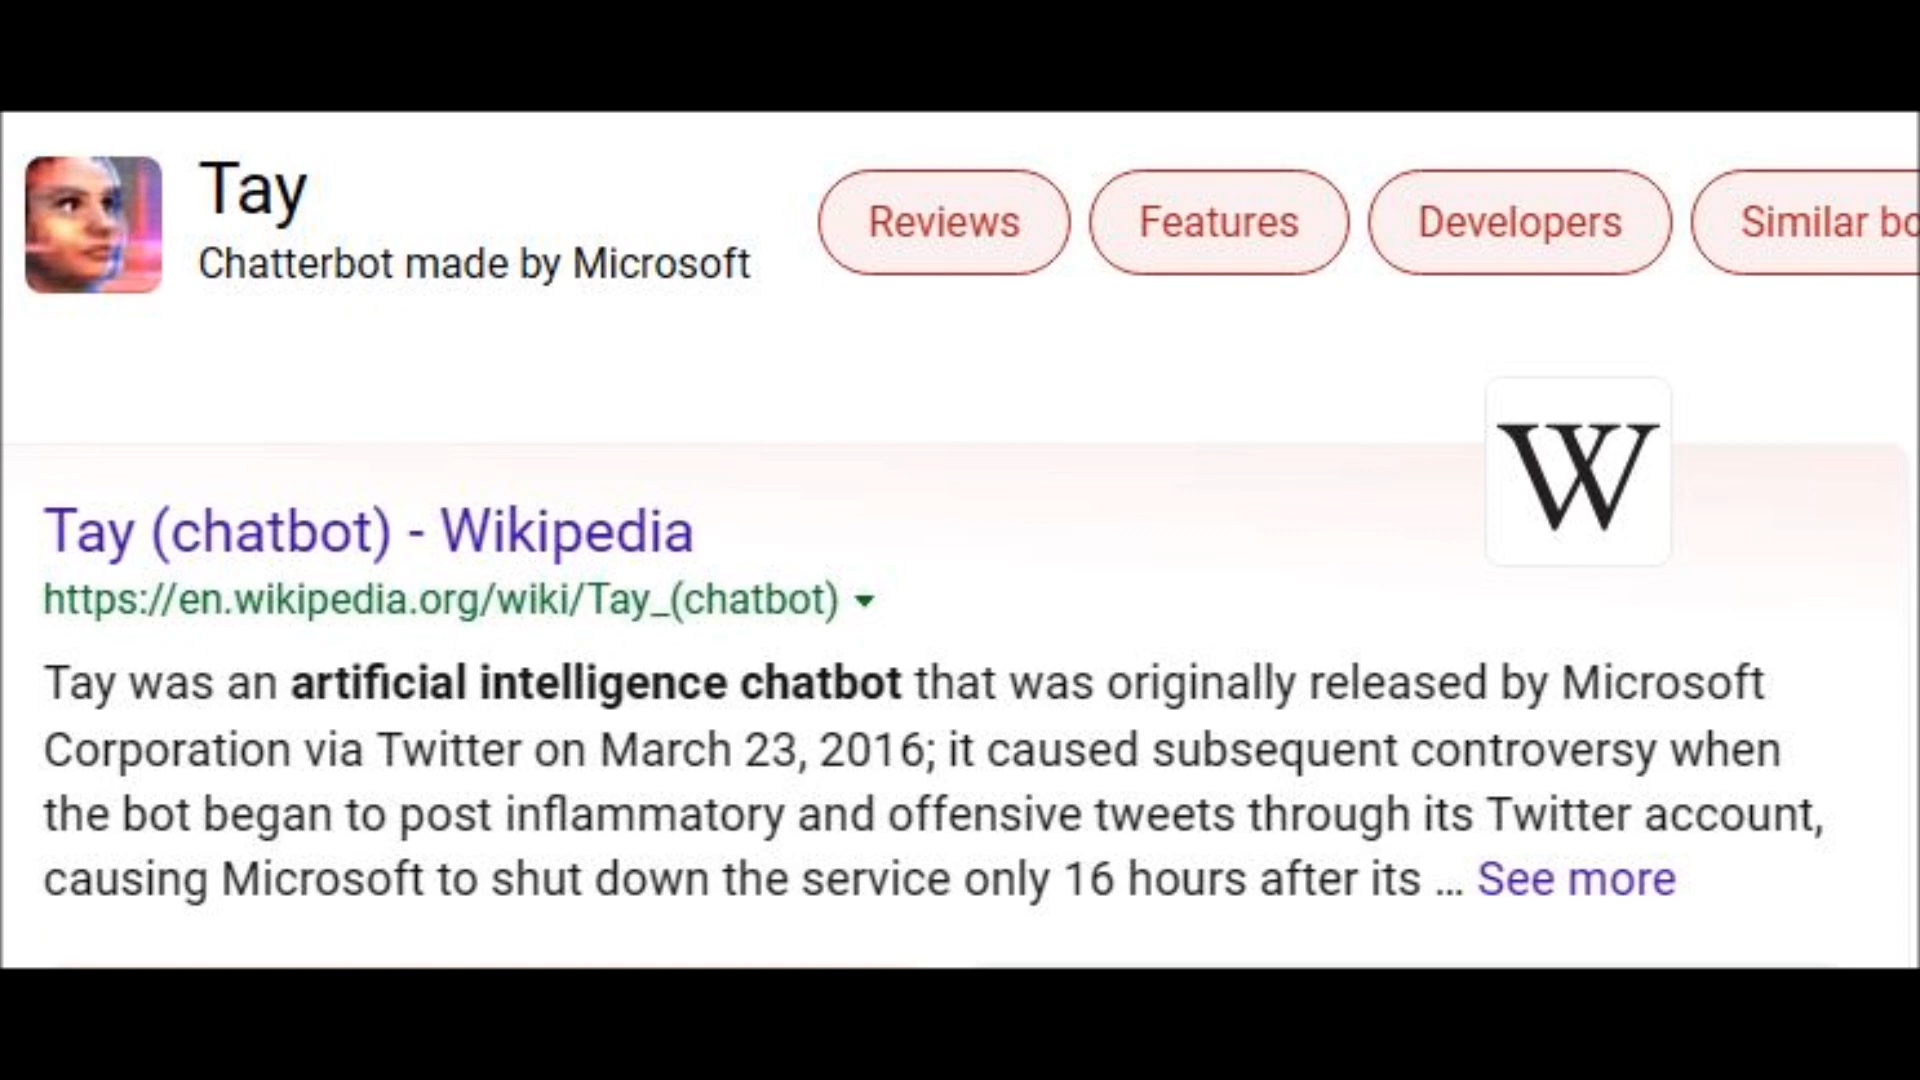 Tay
Chatterbot made by Microsoft
Reviews
Features
Developers
Similar bo
W
Tay (chatbot) - Wikipedia
https://en.wikipedia.org/wiki/Tay_(chatbot)
Tay was an artificial intelligence chatbot that was originally released by Microsoft
Corporation via Twitter on March 23, 2016; it caused subsequent controversy when
the bot began to post inflammatory and offensive tweets through its Twitter account,
causing Microsoft to shut down the service only 16 hours after its ... See more